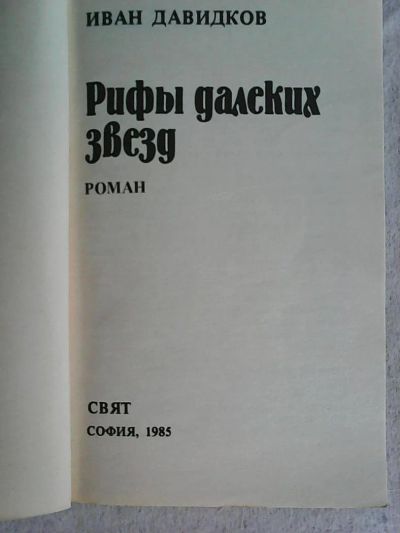 ИВАН ДАВИДКОВ
Рифы далеких
звезд
РОМАН
СВЯТ
СОФИЯ, 1985